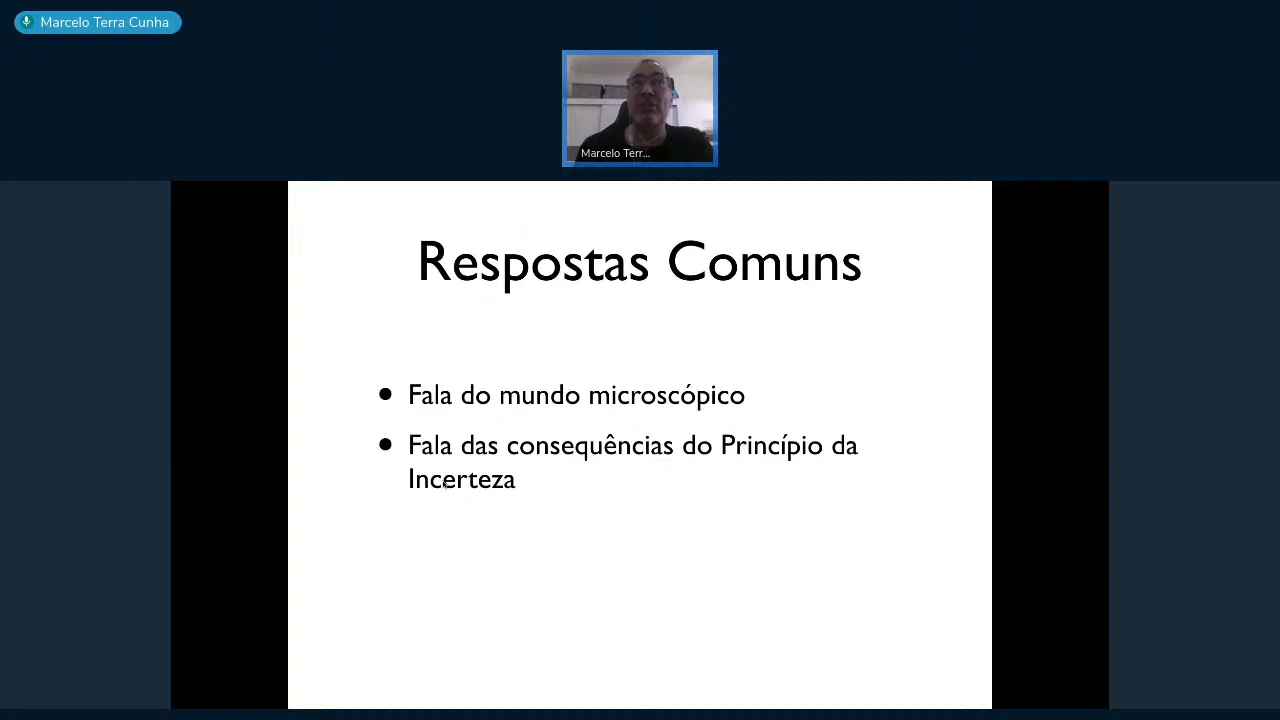 Marcelo Terra Cunha
Marcelo Terr...
Respostas Comuns
• Fala do mundo microscópico
• Fala das consequências do Princípio da
Incerteza